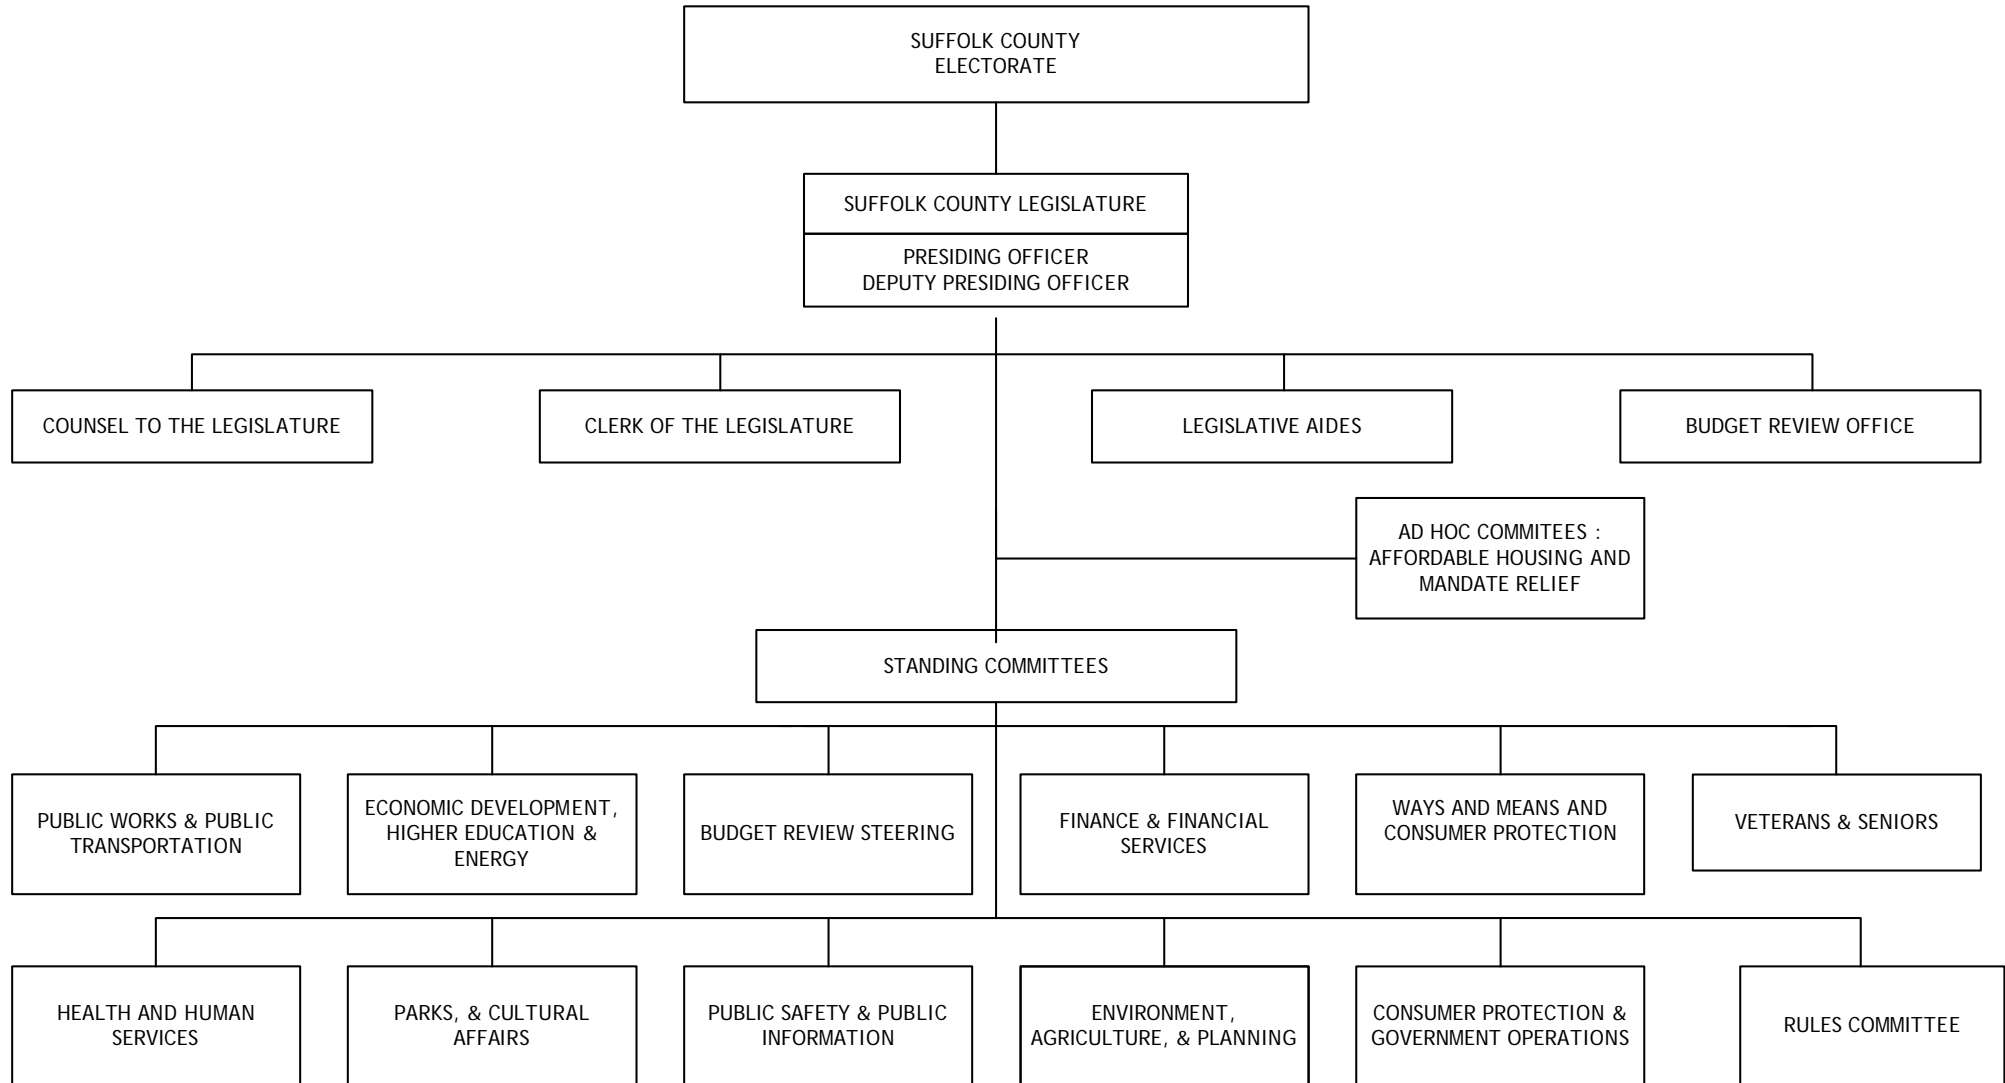 SUFFOLK COUNTY
ELECTORATE
SUFFOLK COUNTY LEGISLATURE
PRESIDING OFFICER
DEPUTY PRESIDING OFFICER
COUNSEL TO THE LEGISLATURE
CLERK OF THE LEGISLATURE
LEGISLATIVE AIDES
BUDGET REVIEW OFFICE
AD HOC COMMITEES :
AFFORDABLE HOUSING AND
MANDATE RELIEF
STANDING COMMITTEES
PUBLIC WORKS & PUBLIC
TRANSPORTATION
ECONOMIC DEVELOPMENT,
HIGHER EDUCATION &
ENERGY
BUDGET REVIEW STEERING
FINANCE & FINANCIAL
SERVICES
WAYS AND MEANS AND
CONSUMER PROTECTION
VETERANS & SENIORS
HEALTH AND HUMAN
SERVICES
PARKS, & CULTURAL
AFFAIRS
PUBLIC SAFETY & PUBLIC
INFORMATION
ENVIRONMENT,
AGRICULTURE, & PLANNING
CONSUMER PROTECTION &
GOVERNMENT OPERATIONS
RULES COMMITTEE